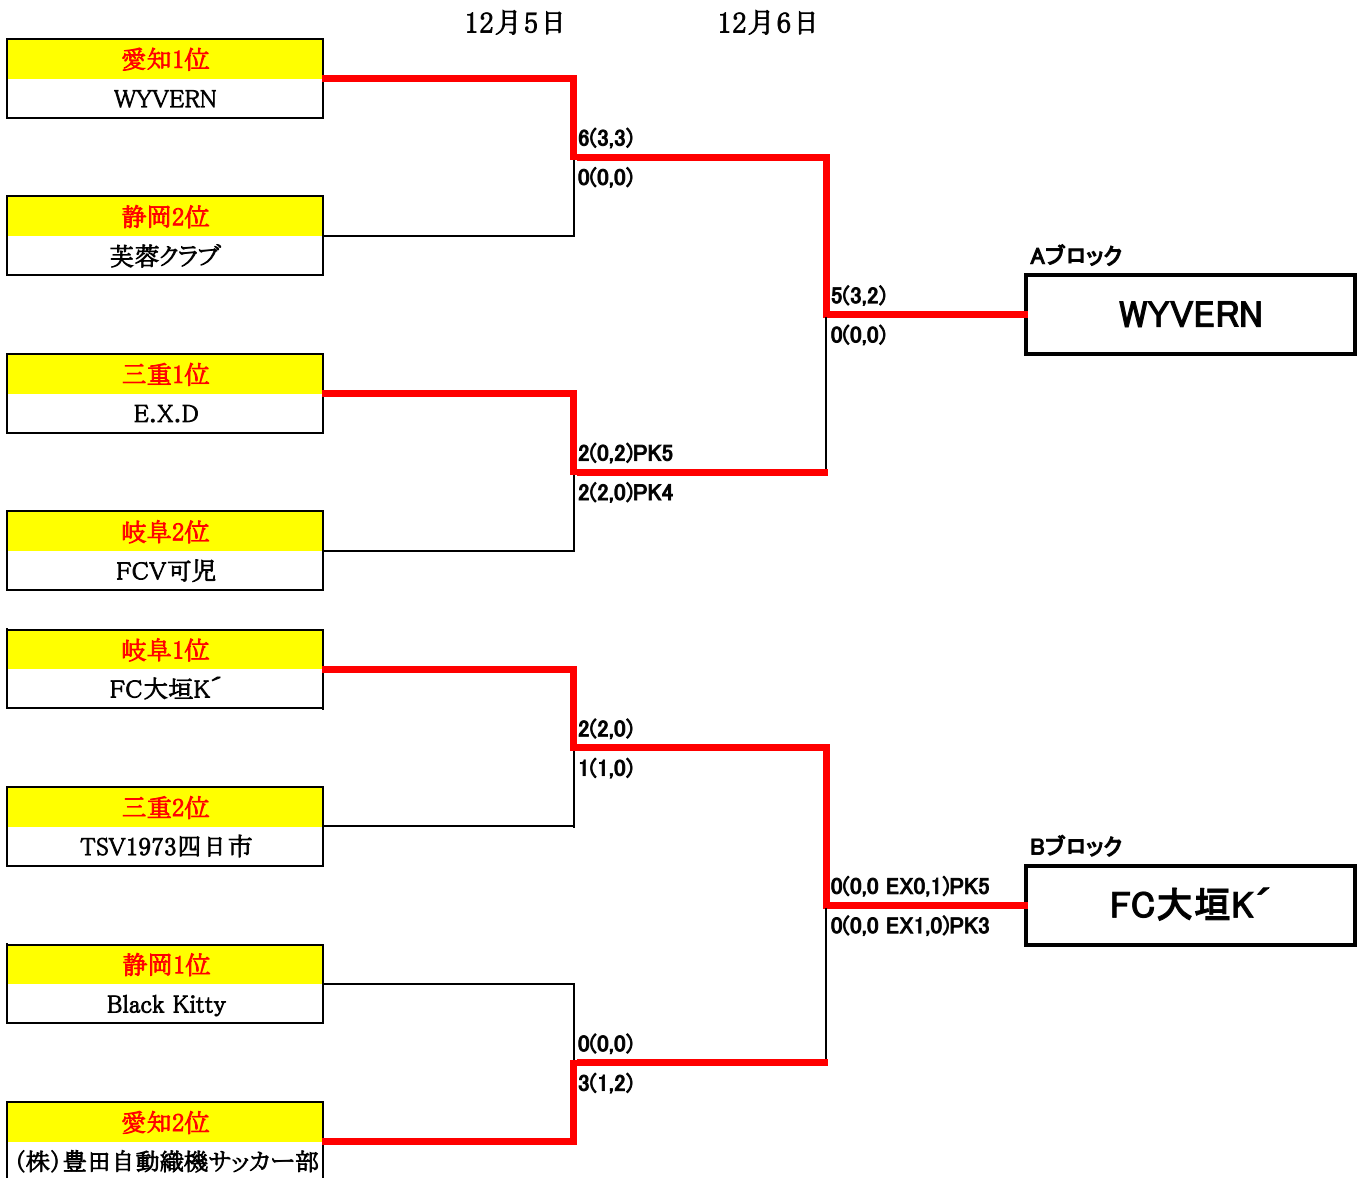 12月5日
12月6日
愛知1位
WYVERN
6(3,3)
0(0,0)
静岡2位
芙蓉クラブ
Aブロック
WYVERN
5(3,2)
0(0,0)
三重1位
E.X.D
2(0,2)PK5
2(2,0)PK4
岐阜2位
FCV可児
岐阜1位
FC大垣K´
2(2,0)
1(1,0)
三重2位
TSV1973四日市
Bブロック
FC大垣K´
0(0,0 EX0,1)PK5
0(0,0 EX1,0)PK3
静岡1位
Black Kitty
0(0,0)
3(1,2)
愛知2位
(株)豊田自動織機サッカー部